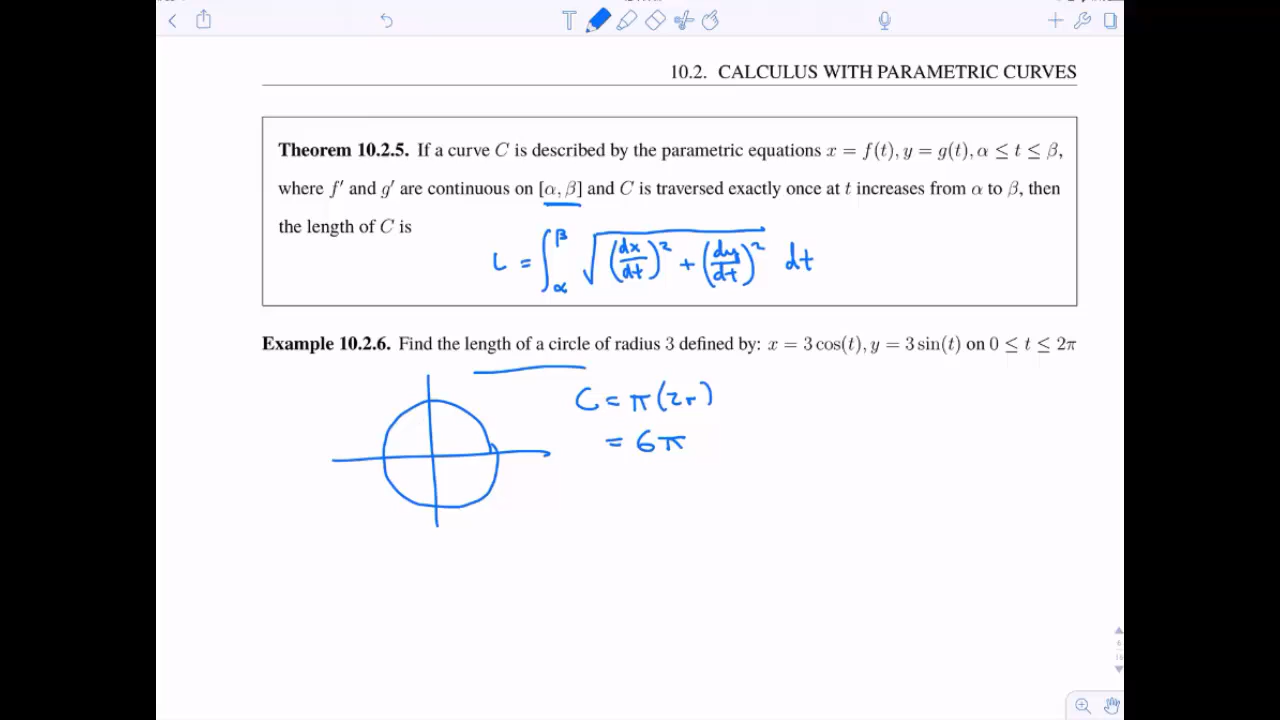 10.2. CALCULUS WITH PARAMETRIC CURVES
Theorem 10.2.5. If a curve C is described by the parametric equations x = f(t), y = g(t), α ≤ t ≤ β,
where f′ and g′ are continuous on [α, β] and C is traversed exactly once at t increases from α to β, then
the length of C is
L = ∫_α^β √((dx/dt)² + (dy/dt)²) dt
Example 10.2.6. Find the length of a circle of radius 3 defined by: x = 3 cos(t), y = 3 sin(t) on 0 ≤ t ≤ 2π
C = π(2r)
= 6π